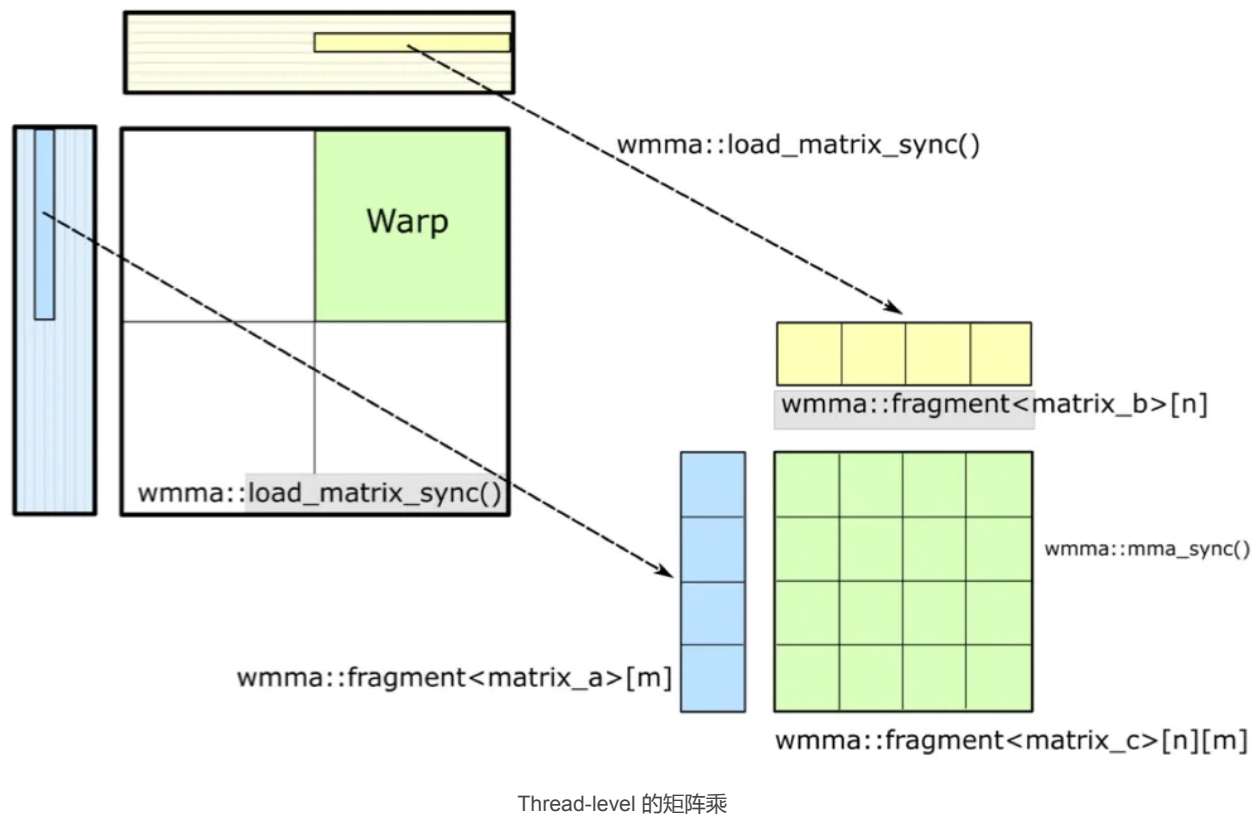 wmma::load_matrix_sync()
Warp
wmma::fragment<matrix_b>[n]
wmma::load_matrix_sync()
wmma::mma_sync()
wmma::fragment<matrix_a>[m]
wmma::fragment<matrix_c>[n][m]
Thread-level 的矩阵乘